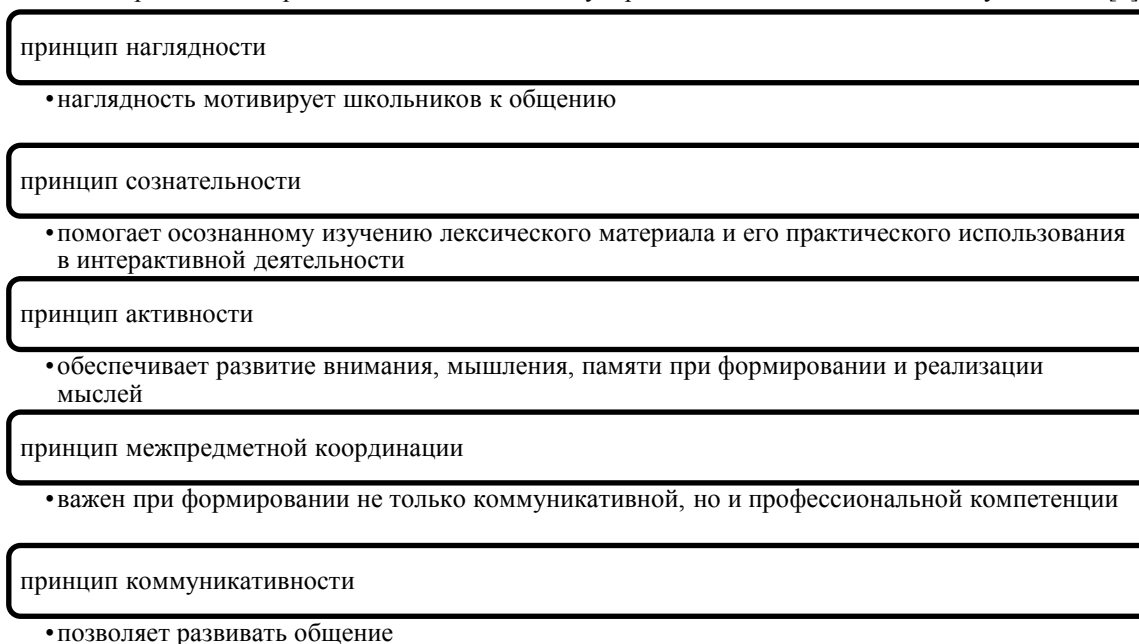 принцип наглядности
•наглядность мотивирует школьников к общению
принцип сознательности
•помогает осознанному изучению лексического материала и его практического использования
в интерактивной деятельности
принцип активности
•обеспечивает развитие внимания, мышления, памяти при формировании и реализации
мыслей
принцип межпредметной координации
•важен при формировании не только коммуникативной, но и профессиональной компетенции
принцип коммуникативности
•позволяет развивать общение